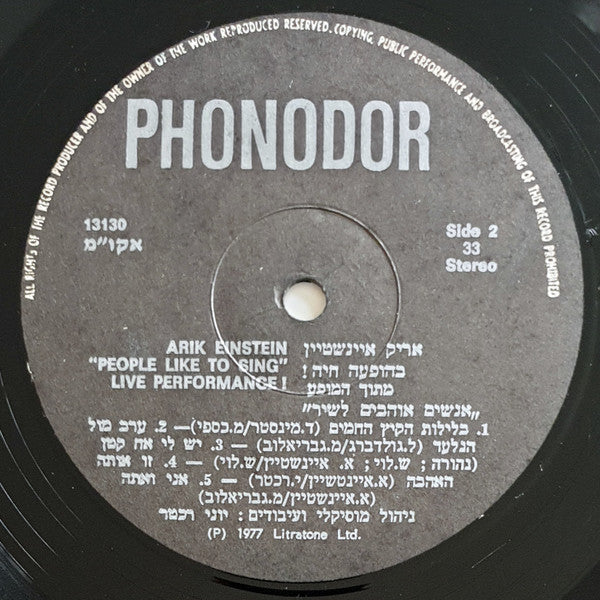 ALL RIGHTS OF THE RECORD PRODUCER AND OF THE OWNER OF THE WORK REPRODUCED RESERVED. COPYING, PUBLIC PERFORMANCE AND BROADCASTING OF THIS RECORD PROHIBITED
PHONODOR
13130
אקו"מ
Side 2
33
Stereo
ARIK EINSTEIN
"PEOPLE LIKE TO SING"
LIVE PERFORMANCE!
אריק איינשטיין
בהופעה חיה!
מתוך המופע
"אנשים אוהבים לשיר"
1. בלילות הקיץ החמים (ד.מינסטר/מ.כספי) — 2. ערב מול
הגלעד (ל.גולדברג/מ.גבריאלוב) — 3. יש לי אח קטן
(נהורה; ש.לוי; א. איינשטיין/ש.לוי) — 4. זו אותה
האהבה (א.איינטשיין/י.רכטר) — 5. אני ואתה
(א.איינשטיין/מ.גבריאלוב)
ניהול מוסיקלי ועיבודים: יוני רכטר
(P) 1977 Litratone Ltd.